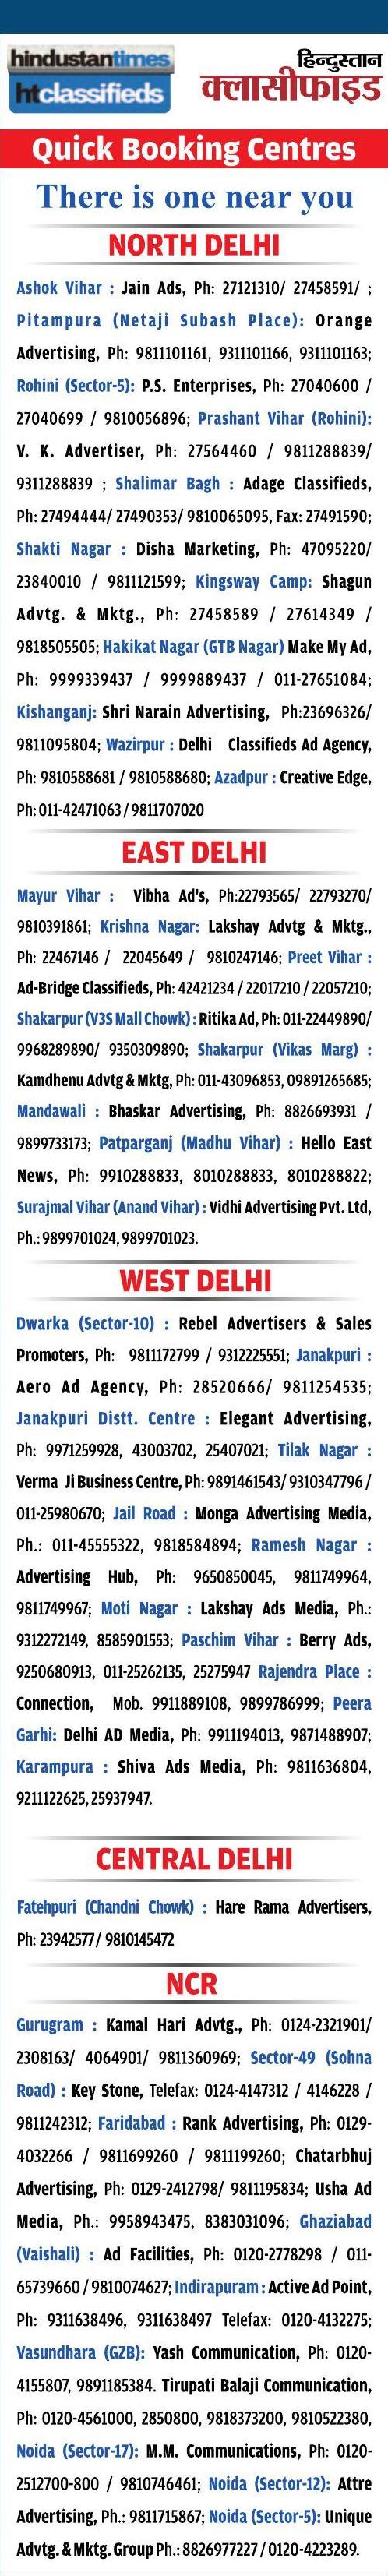 hindustantimes
htclassifieds
हिन्दुस्तान
क्लासीफाइड
Quick Booking Centres
There is one near you
NORTH DELHI
Ashok Vihar : Jain Ads, Ph: 27121310/ 27458591/ ;
Pitampura (Netaji Subash Place): Orange
Advertising, Ph: 9811101161, 9311101166, 9311101163;
Rohini (Sector-5): P.S. Enterprises, Ph: 27040600 /
27040699 / 9810056896; Prashant Vihar (Rohini):
V. K. Advertiser, Ph: 27564460 / 9811288839/
9311288839 ; Shalimar Bagh : Adage Classifieds,
Ph: 27494444/ 27490353/ 9810065095, Fax: 27491590;
Shakti Nagar : Disha Marketing, Ph: 47095220/
23840010 / 9811121599; Kingsway Camp: Shagun
Advtg. & Mktg., Ph: 27458589 / 27614349 /
9818505505; Hakikat Nagar (GTB Nagar) Make My Ad,
Ph: 9999339437 / 9999889437 / 011-27651084;
Kishanganj: Shri Narain Advertising, Ph:23696326/
9811095804; Wazirpur : Delhi Classifieds Ad Agency,
Ph: 9810588681 / 9810588680; Azadpur : Creative Edge,
Ph: 011-42471063 / 9811707020
EAST DELHI
Mayur Vihar : Vibha Ad's, Ph:22793565/ 22793270/
9810391861; Krishna Nagar: Lakshay Advtg & Mktg.,
Ph: 22467146 / 22045649 / 9810247146; Preet Vihar :
Ad-Bridge Classifieds, Ph: 42421234 / 22017210 / 22057210;
Shakarpur (V3S Mall Chowk) : Ritika Ad, Ph: 011-22449890/
9968289890/ 9350309890; Shakarpur (Vikas Marg) :
Kamdhenu Advtg & Mktg, Ph: 011-43096853, 09891265685;
Mandawali : Bhaskar Advertising, Ph: 8826693931 /
9899733173; Patparganj (Madhu Vihar) : Hello East
News, Ph: 9910288833, 8010288833, 8010288822;
Surajmal Vihar (Anand Vihar) : Vidhi Advertising Pvt. Ltd,
Ph.: 9899701024, 9899701023.
WEST DELHI
Dwarka (Sector-10) : Rebel Advertisers & Sales
Promoters, Ph: 9811172799 / 9312225551; Janakpuri :
Aero Ad Agency, Ph: 28520666/ 9811254535;
Janakpuri Distt. Centre : Elegant Advertising,
Ph: 9971259928, 43003702, 25407021; Tilak Nagar :
Verma Ji Business Centre, Ph: 9891461543/ 9310347796 /
011-25980670; Jail Road : Monga Advertising Media,
Ph.: 011-45555322, 9818584894; Ramesh Nagar :
Advertising Hub, Ph: 9650850045, 9811749964,
9811749967; Moti Nagar : Lakshay Ads Media, Ph.:
9312272149, 8585901553; Paschim Vihar : Berry Ads,
9250680913, 011-25262135, 25275947 Rajendra Place :
Connection, Mob. 9911889108, 9899786999; Peera
Garhi: Delhi AD Media, Ph: 9911194013, 9871488907;
Karampura : Shiva Ads Media, Ph: 9811636804,
9211122625, 25937947.
CENTRAL DELHI
Fatehpuri (Chandni Chowk) : Hare Rama Advertisers,
Ph: 23942577 / 9810145472
NCR
Gurugram : Kamal Hari Advtg., Ph: 0124-2321901/
2308163/ 4064901/ 9811360969; Sector-49 (Sohna
Road) : Key Stone, Telefax: 0124-4147312 / 4146228 /
9811242312; Faridabad : Rank Advertising, Ph: 0129-
4032266 / 9811699260 / 9811199260; Chatarbhuj
Advertising, Ph: 0129-2412798/ 9811195834; Usha Ad
Media, Ph.: 9958943475, 8383031096; Ghaziabad
(Vaishali) : Ad Facilities, Ph: 0120-2778298 / 011-
65739660 / 9810074627; Indirapuram : Active Ad Point,
Ph: 9311638496, 9311638497 Telefax: 0120-4132275;
Vasundhara (GZB): Yash Communication, Ph: 0120-
4155807, 9891185384. Tirupati Balaji Communication,
Ph: 0120-4561000, 2850800, 9818373200, 9810522380,
Noida (Sector-17): M.M. Communications, Ph: 0120-
2512700-800 / 9810746461; Noida (Sector-12): Attre
Advertising, Ph.: 9811715867; Noida (Sector-5): Unique
Advtg. & Mktg. Group Ph.: 8826977227 / 0120-4223289.